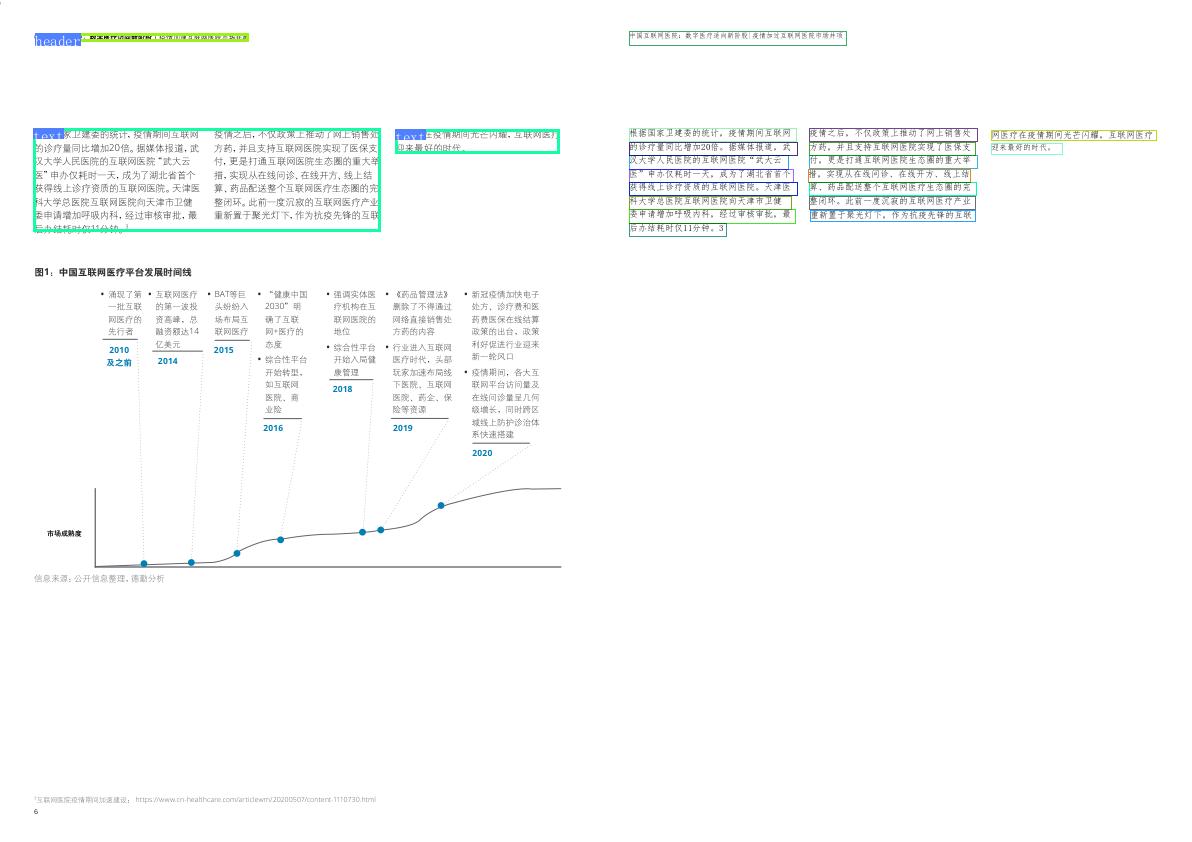 header
text
家卫建委的统计，疫情期间互联网
的诊疗量同比增加20倍。据媒体报道，武
汉大学人民医院的互联网医院“武大云
医”申办仅耗时一天，成为了湖北省首个
获得线上诊疗资质的互联网医院。天津医
科大学总医院互联网医院向天津市卫健
委申请增加呼吸内科，经过审核审批，最
后办结耗时仅11分钟。1
疫情之后，不仅政策上推动了网上销售处
方药，并且支持互联网医院实现了医保支
付，更是打通互联网医院生态圈的重大举
措，实现从在线问诊、在线开方、线上结
算、药品配送整个互联网医疗生态圈的完
整闭环。此前一度沉寂的互联网医疗产业
重新置于聚光灯下，作为抗疫先锋的互联
text
在疫情期间光芒闪耀，互联网医疗
迎来最好的时代。
图1：中国互联网医疗平台发展时间线
• 涌现了第
一批互联
网医疗的
先行者
2010
及之前
• 互联网医疗
的第一波投
资高峰，总
融资额达14
亿美元
2014
• BAT等巨
头纷纷入
场布局互
联网医疗
2015
• “健康中国
2030”明
确了互联
网+医疗的
态度
• 综合性平台
开始转型，
如互联网
医院、商
业险
2016
• 强调实体医
疗机构在互
联网医院的
地位
• 综合性平台
开始入局健
康管理
2018
• 《药品管理法》
删除了不得通过
网络直接销售处
方药的内容
• 行业进入互联网
医疗时代，头部
玩家加速布局线
下医院、互联网
医院、药企、保
险等资源
2019
• 新冠疫情加快电子
处方、诊疗费和医
药费医保在线结算
政策的出台，政策
利好促进行业迎来
新一轮风口
• 疫情期间，各大互
联网平台访问量及
在线问诊量呈几何
级增长，同时跨区
域线上防护诊治体
系快速搭建
2020
市场成熟度
信息来源：公开信息整理，德勤分析
1互联网医院疫情期间加速建设： https://www.cn-healthcare.com/articlewm/20200507/content-1110730.html
6
中国互联网医院：数字医疗迈向新阶段|疫情加过互联网医院市场井项
根据国家卫建委的统计，疫情期间互联网
的诊疗量同比增加20倍。据媒体报道，武
汉大学人民医院的互联网医院“武大云
医”申办仅耗时一天，成为了湖北省首个
获得线上诊疗资质的互联网医院。天津医
科大学总医院互联网医院向天津市卫健
委申请增加呼吸内科，经过审核审批，最
后办结耗时仅11分钟。3
疫情之后，不仅政策上推动了网上销售处
方药，并且支持互联网医院实现了医保支
付，更是打通互联网医院生态圈的重大举
措，实现从在线问诊、在线开方、线上结
算、药品配送整个互联网医疗生态圈的完
整闭环。此前一度沉寂的互联网医疗产业
重新置于聚光灯下，作为抗疫先锋的互联
网医疗在疫情期间光芒闪耀，互联网医疗
迎来最好的时代。